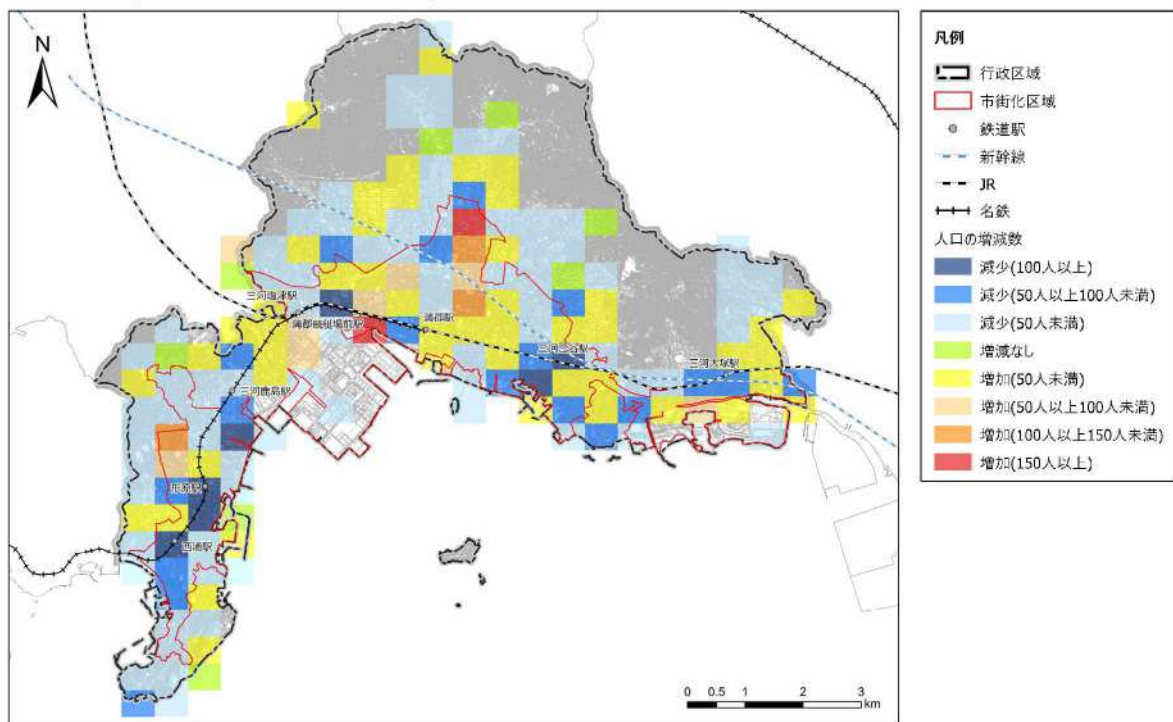 N
三河塩津駅
蒲郡競艇場前駅
蒲郡駅
三河三谷駅
三河大塚駅
三河鹿島駅
形原駅
西浦駅
0 0.5 1 2 3
km
凡例
行政区域
市街化区域
鉄道駅
新幹線
JR
名鉄
人口の増減数
減少(100人以上)
減少(50人以上100人未満)
減少(50人未満)
増減なし
増加(50人未満)
増加(50人以上100人未満)
増加(100人以上150人未満)
増加(150人以上)